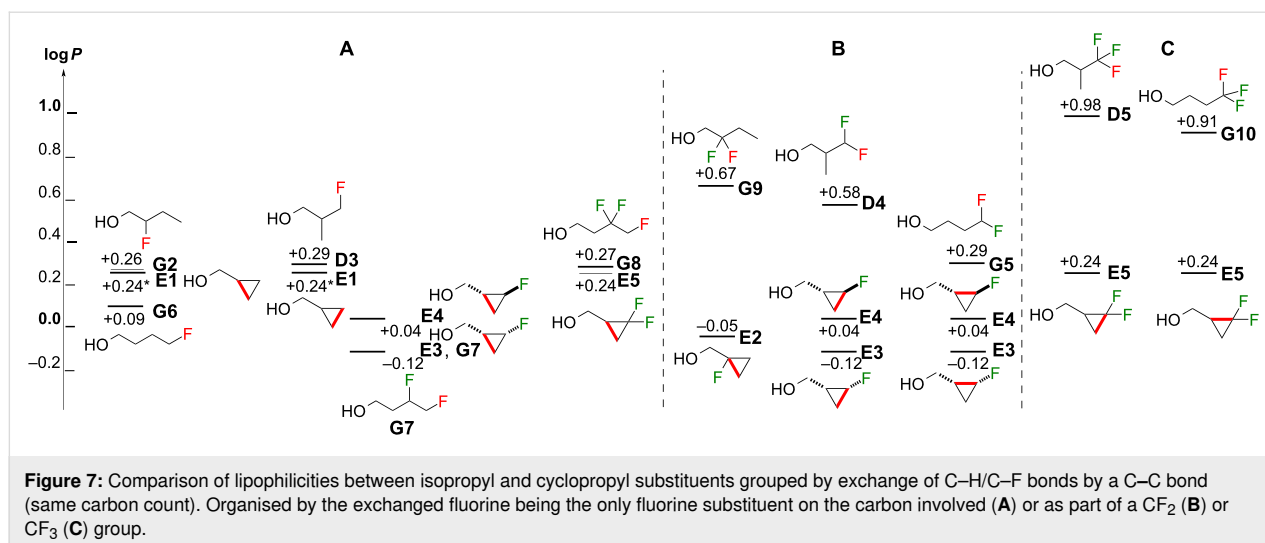 log P
A
B
C
1.0
0.8
0.6
0.4
0.2
0.0
–0.2
HO
F
+0.26
G2
+0.24*
E1
+0.09
G6
HO
F
HO
HO
F
+0.29
D3
+0.24*
E1
HO
HO
F
E4
+0.04
HO
F
E3, G7
–0.12
F
F
HO
G7
F
F
F
HO
+0.27
G8
+0.24
E5
HO
F
F
HO
F
F
+0.67
G9
–0.05
E2
HO
F
F
HO
F
+0.58
D4
HO
F
E4
+0.04
E3
–0.12
HO
F
F
HO
F
+0.29
G5
HO
F
E4
+0.04
E3
–0.12
HO
F
F
F
HO
F
+0.98
D5
F
HO
F
F
+0.91
G10
+0.24
E5
HO
F
F
+0.24
E5
HO
F
F
Figure 7: Comparison of lipophilicities between isopropyl and cyclopropyl substituents grouped by exchange of C–H/C–F bonds by a C–C bond
(same carbon count). Organised by the exchanged fluorine being the only fluorine substituent on the carbon involved (A) or as part of a CF2 (B) or
CF3 (C) group.